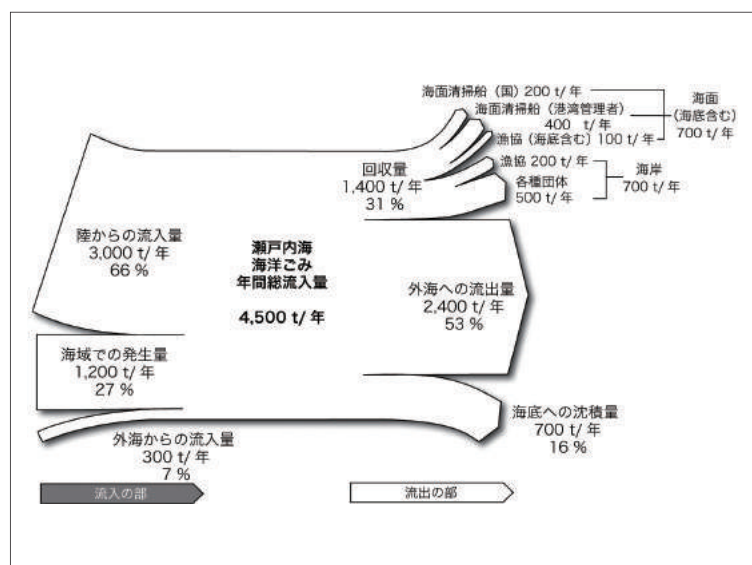 海面清掃船（国）200 t/ 年
海面清掃船（港湾管理者）
400 t/ 年
漁協（海底含む）100 t/ 年
海面
（海底含む）
700 t/ 年
漁協 200 t/ 年
各種団体
500 t/ 年
海岸
700 t/ 年
回収量
1,400 t/ 年
31 %
陸からの流入量
3,000 t/ 年
66 %
瀬戸内海
海洋ごみ
年間総流入量
4,500 t/ 年
外海への流出量
2,400 t/ 年
53 %
海域での発生量
1,200 t/ 年
27 %
外海からの流入量
300 t/ 年
7 %
海底への沈積量
700 t/ 年
16 %
流入の部
流出の部